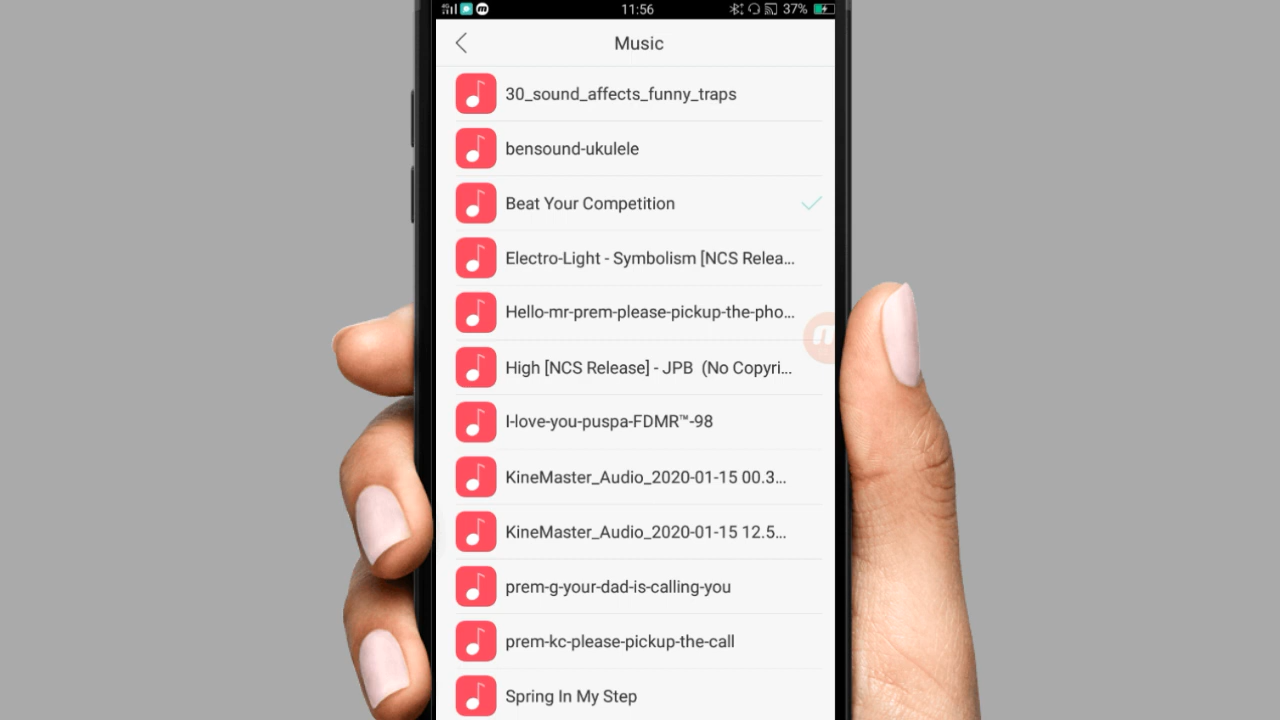 11:56
37%
Music
30_sound_affects_funny_traps
bensound-ukulele
Beat Your Competition
Electro-Light - Symbolism [NCS Relea...
Hello-mr-prem-please-pickup-the-pho...
High [NCS Release] - JPB (No Copyri...
I-love-you-puspa-FDMR™-98
KineMaster_Audio_2020-01-15 00.3...
KineMaster_Audio_2020-01-15 12.5...
prem-g-your-dad-is-calling-you
prem-kc-please-pickup-the-call
Spring In My Step